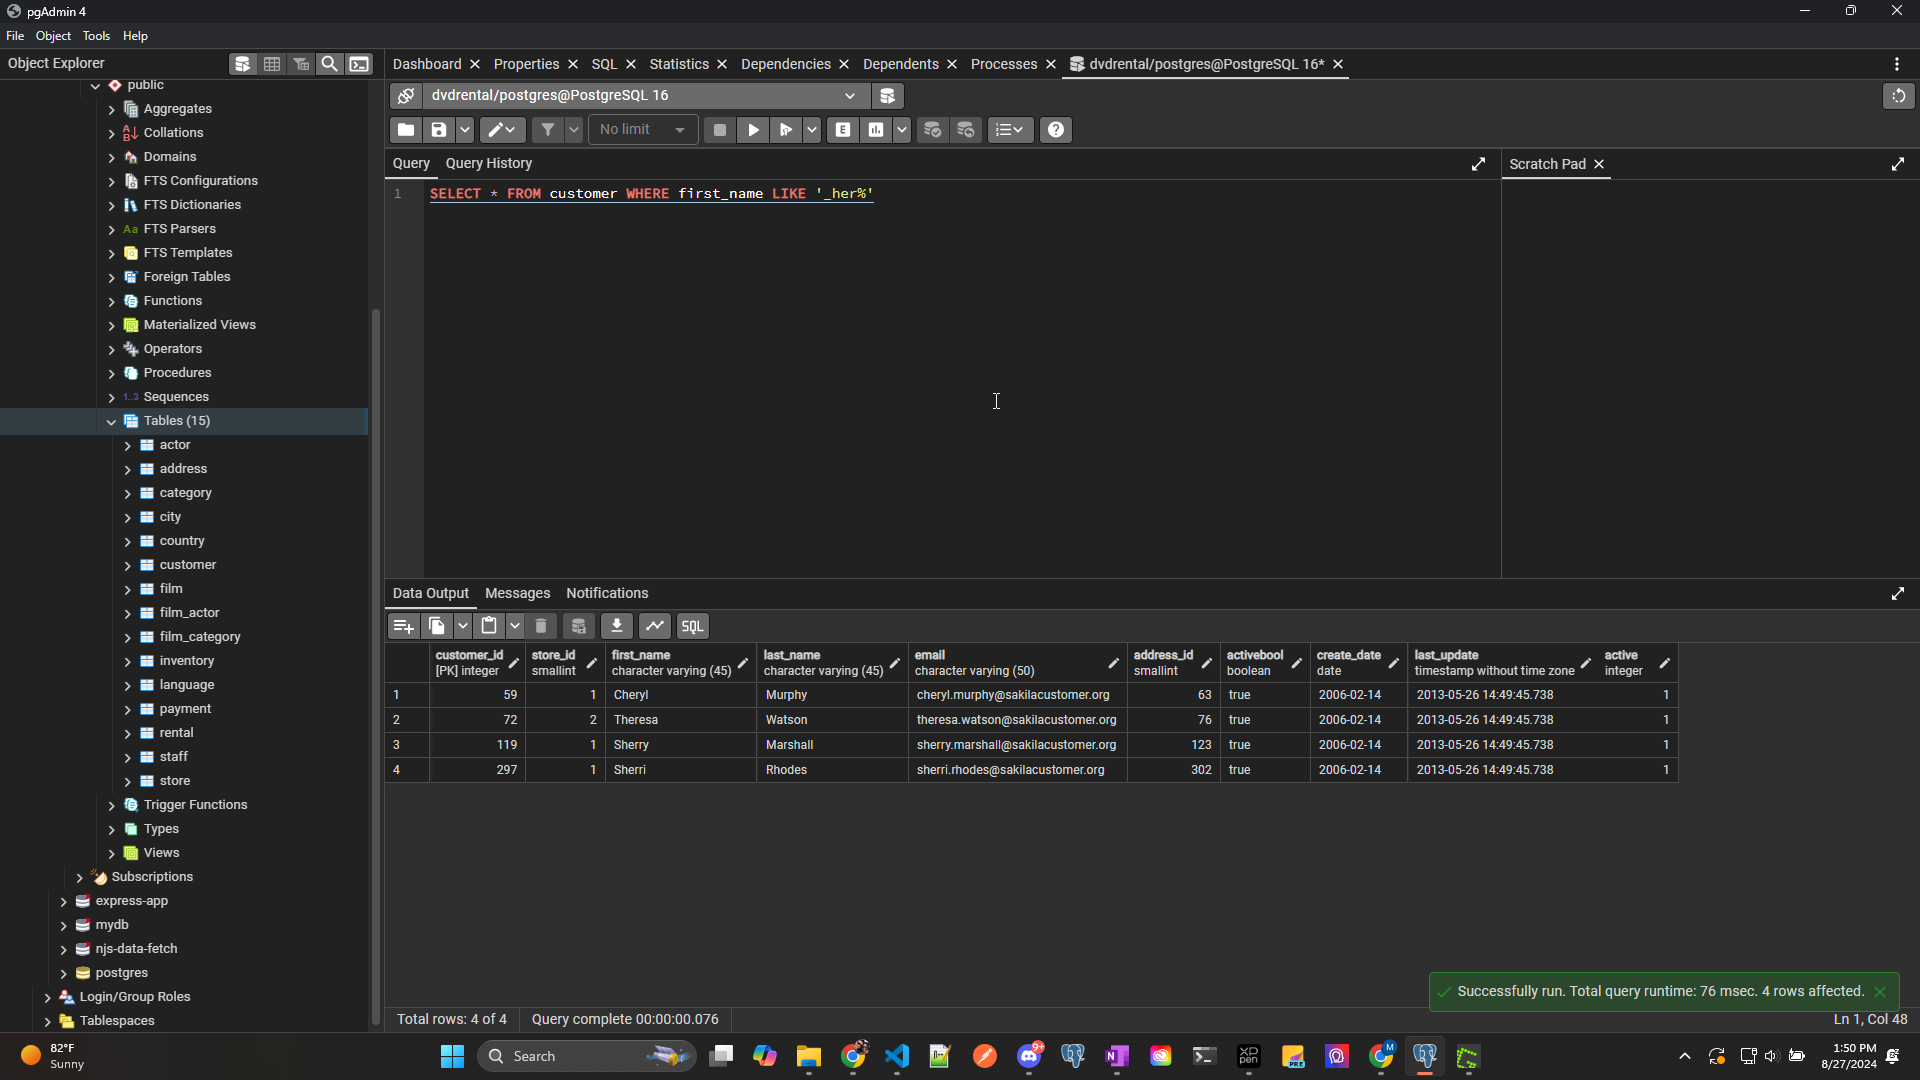 pgAdmin 4
File Object Tools Help
Object Explorer
Dashboard Properties SQL Statistics Dependencies Dependents Processes dvdrental/postgres@PostgreSQL 16*
dvdrental/postgres@PostgreSQL 16
No limit
E
Query Query History
Scratch Pad
1 SELECT * FROM customer WHERE first_name LIKE '_her%'
public
Aggregates
Collations
Domains
FTS Configurations
FTS Dictionaries
Aa FTS Parsers
FTS Templates
Foreign Tables
Functions
Materialized Views
Operators
Procedures
1..3 Sequences
Tables (15)
actor
address
category
city
country
customer
film
film_actor
film_category
inventory
language
payment
rental
staff
store
Trigger Functions
Types
Views
Subscriptions
express-app
mydb
njs-data-fetch
postgres
Login/Group Roles
Tablespaces
Data Output Messages Notifications
SQL
customer_id store_id first_name last_name email address_id activebool create_date last_update active
[PK] integer smallint character varying (45) character varying (45) character varying (50) smallint boolean date timestamp without time zone integer
1 59 1 Cheryl Murphy cheryl.murphy@sakilacustomer.org 63 true 2006-02-14 2013-05-26 14:49:45.738 1
2 72 2 Theresa Watson theresa.watson@sakilacustomer.org 76 true 2006-02-14 2013-05-26 14:49:45.738 1
3 119 1 Sherry Marshall sherry.marshall@sakilacustomer.org 123 true 2006-02-14 2013-05-26 14:49:45.738 1
4 297 1 Sherri Rhodes sherri.rhodes@sakilacustomer.org 302 true 2006-02-14 2013-05-26 14:49:45.738 1
Successfully run. Total query runtime: 76 msec. 4 rows affected.
Total rows: 4 of 4 Query complete 00:00:00.076 Ln 1, Col 48
82°F
Sunny
Search
9+
M
1:50 PM
8/27/2024